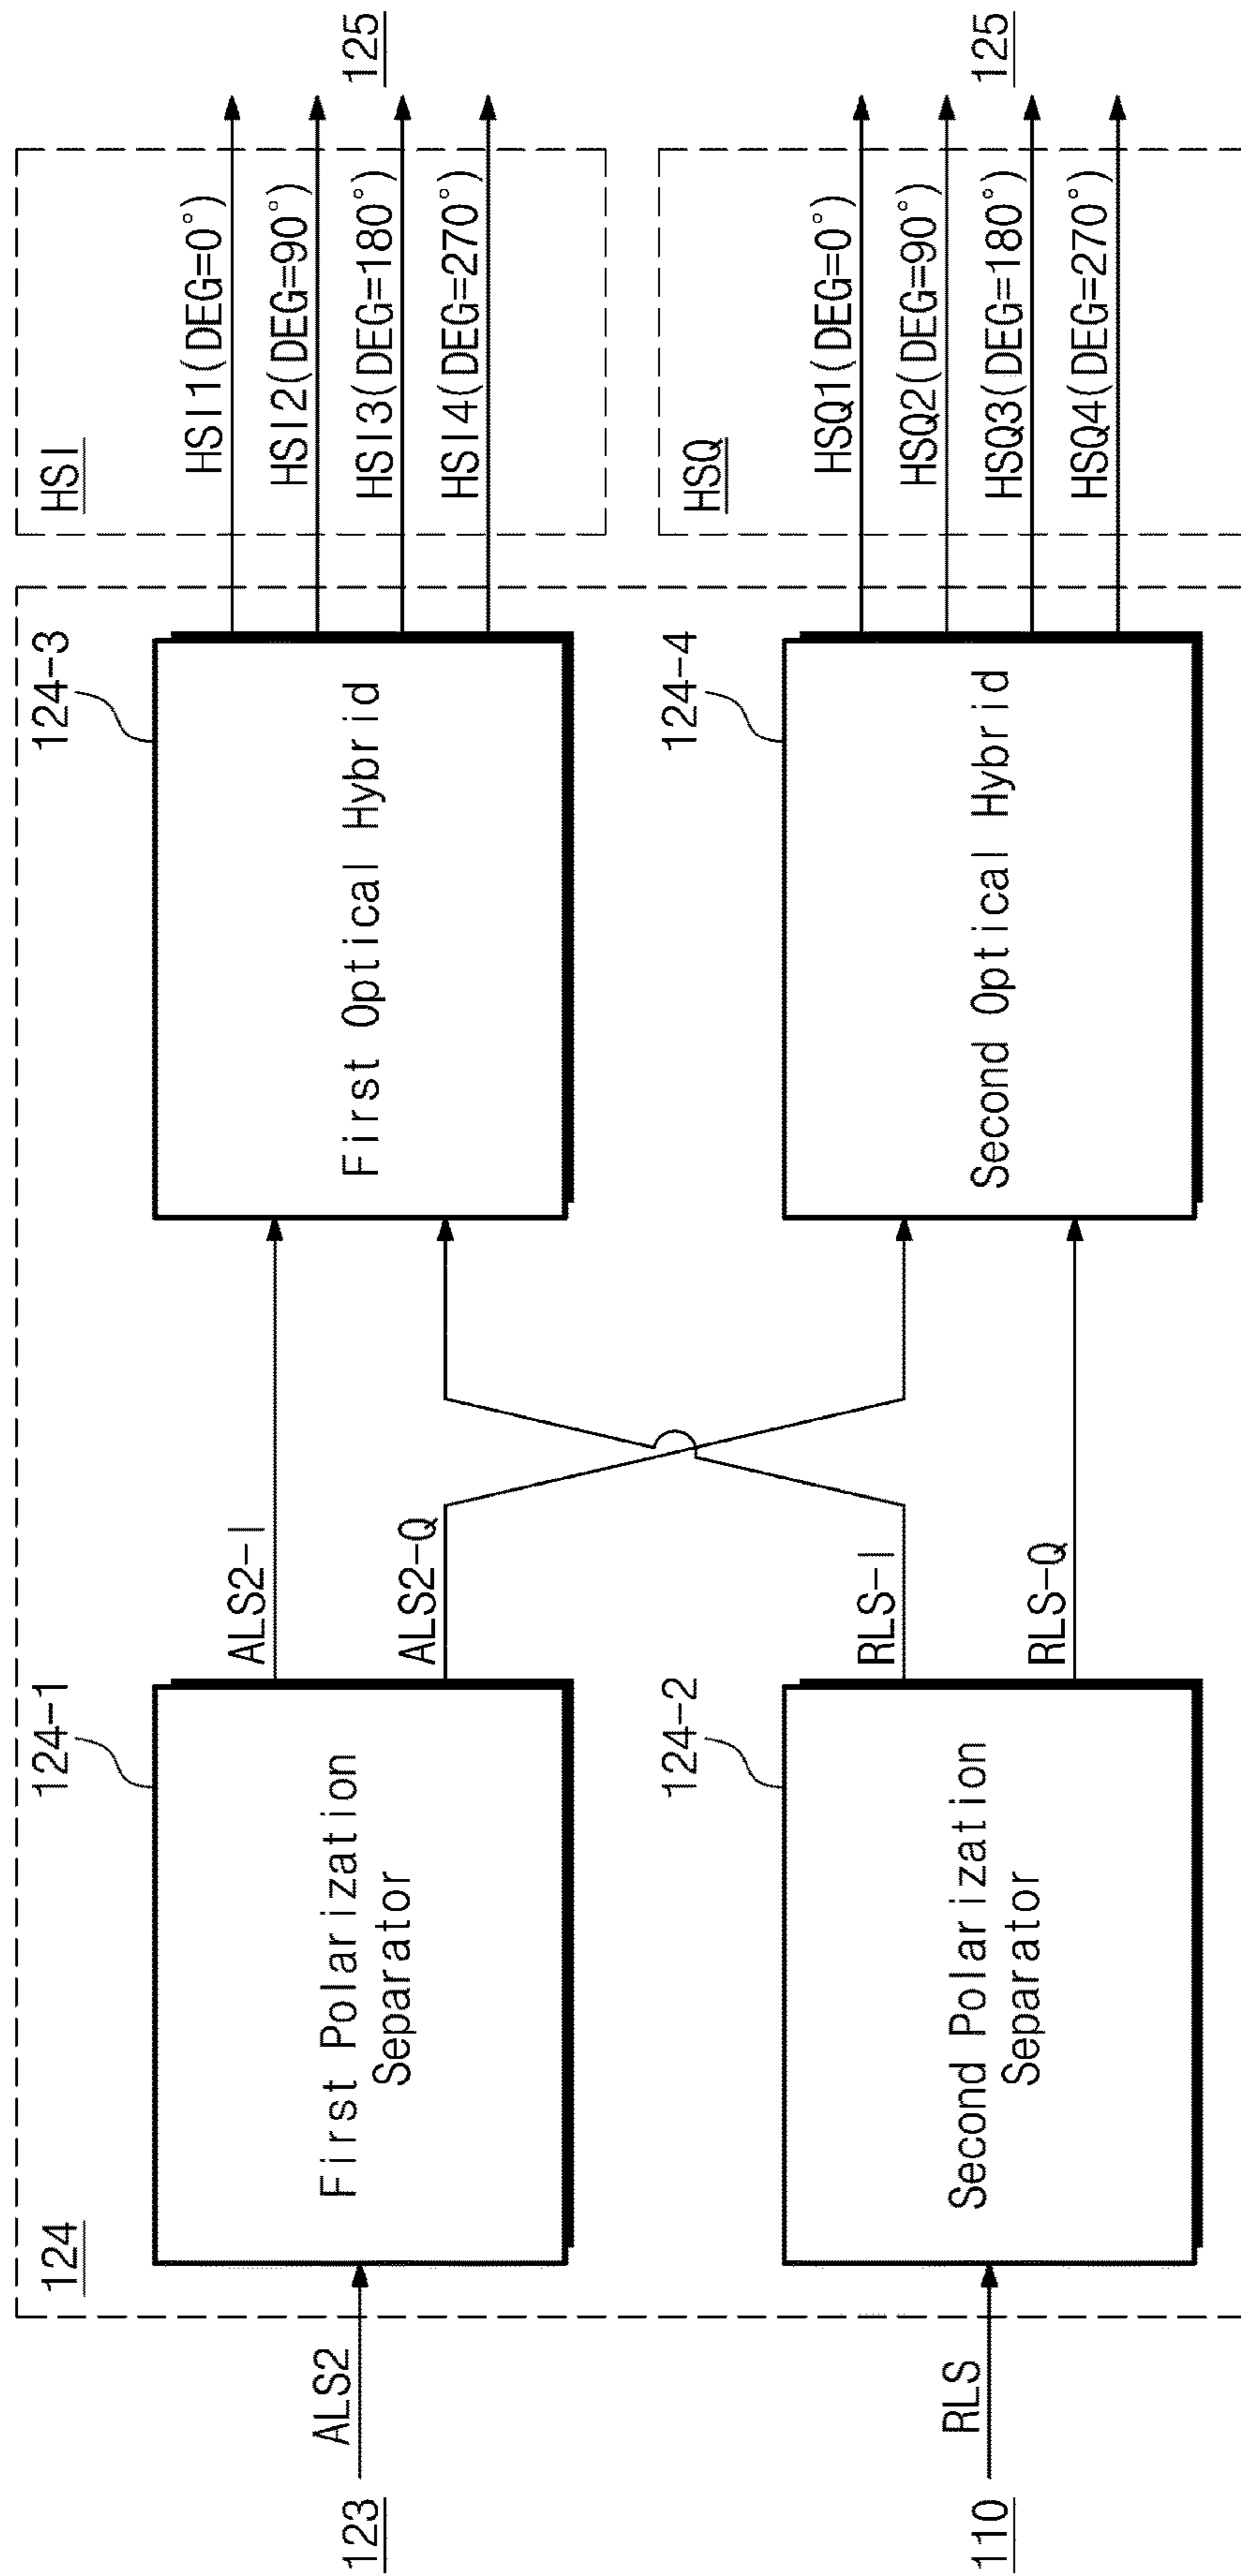 124
124-1
124-3
HSI
123
ALS2
First Polarization
Separator
ALS2-I
ALS2-Q
First Optical Hybrid
HSI1(DEG=0°)
HSI2(DEG=90°)
HSI3(DEG=180°)
HSI4(DEG=270°)
125
124-2
124-4
HSQ
110
RLS
Second Polarization
Separator
RLS-I
RLS-Q
Second Optical Hybrid
HSQ1(DEG=0°)
HSQ2(DEG=90°)
HSQ3(DEG=180°)
HSQ4(DEG=270°)
125